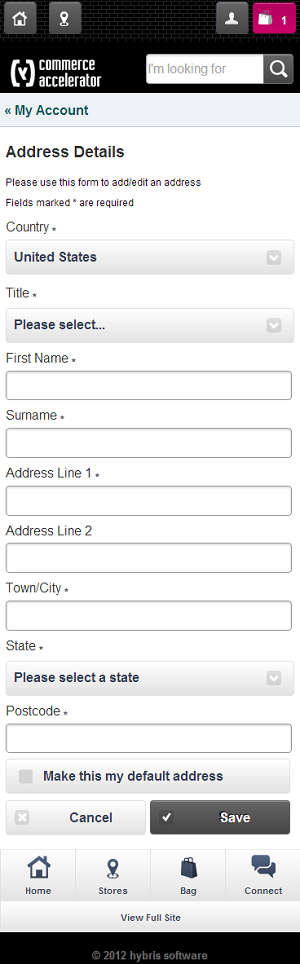 1
commerce
accelerator
I'm looking for
« My Account
Address Details
Please use this form to add/edit an address
Fields marked * are required
Country *
United States
Title *
Please select...
First Name *
Surname *
Address Line 1 *
Address Line 2
Town/City *
State *
Please select a state
Postcode *
Make this my default address
Cancel Save
Home Stores Bag Connect
View Full Site
© 2012 hybris software